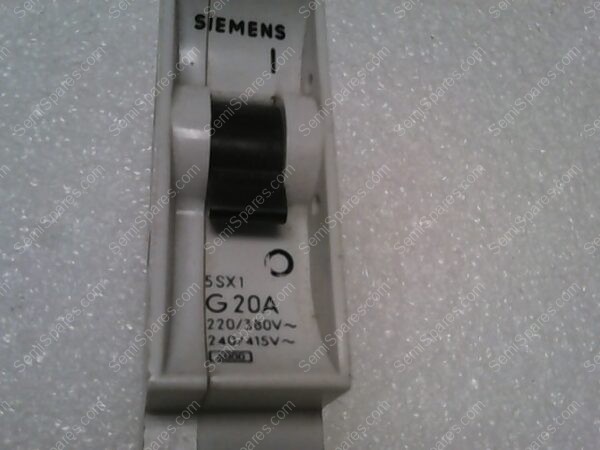 SIEMENS
I
5SX1
G20A
220/380V~
240/415V~
SemiSpares.com